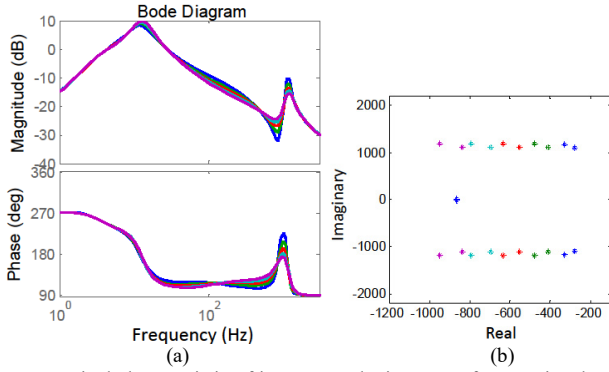 Bode Diagram
Magnitude (dB)
10
0
-10
-20
-30
-40
Phase (deg)
360
270
180
90
10^0
10^2
Frequency (Hz)
(a)
Imaginary
2000
1000
0
-1000
-2000
-1200 -1000 -800 -600 -400 -200
Real
(b)